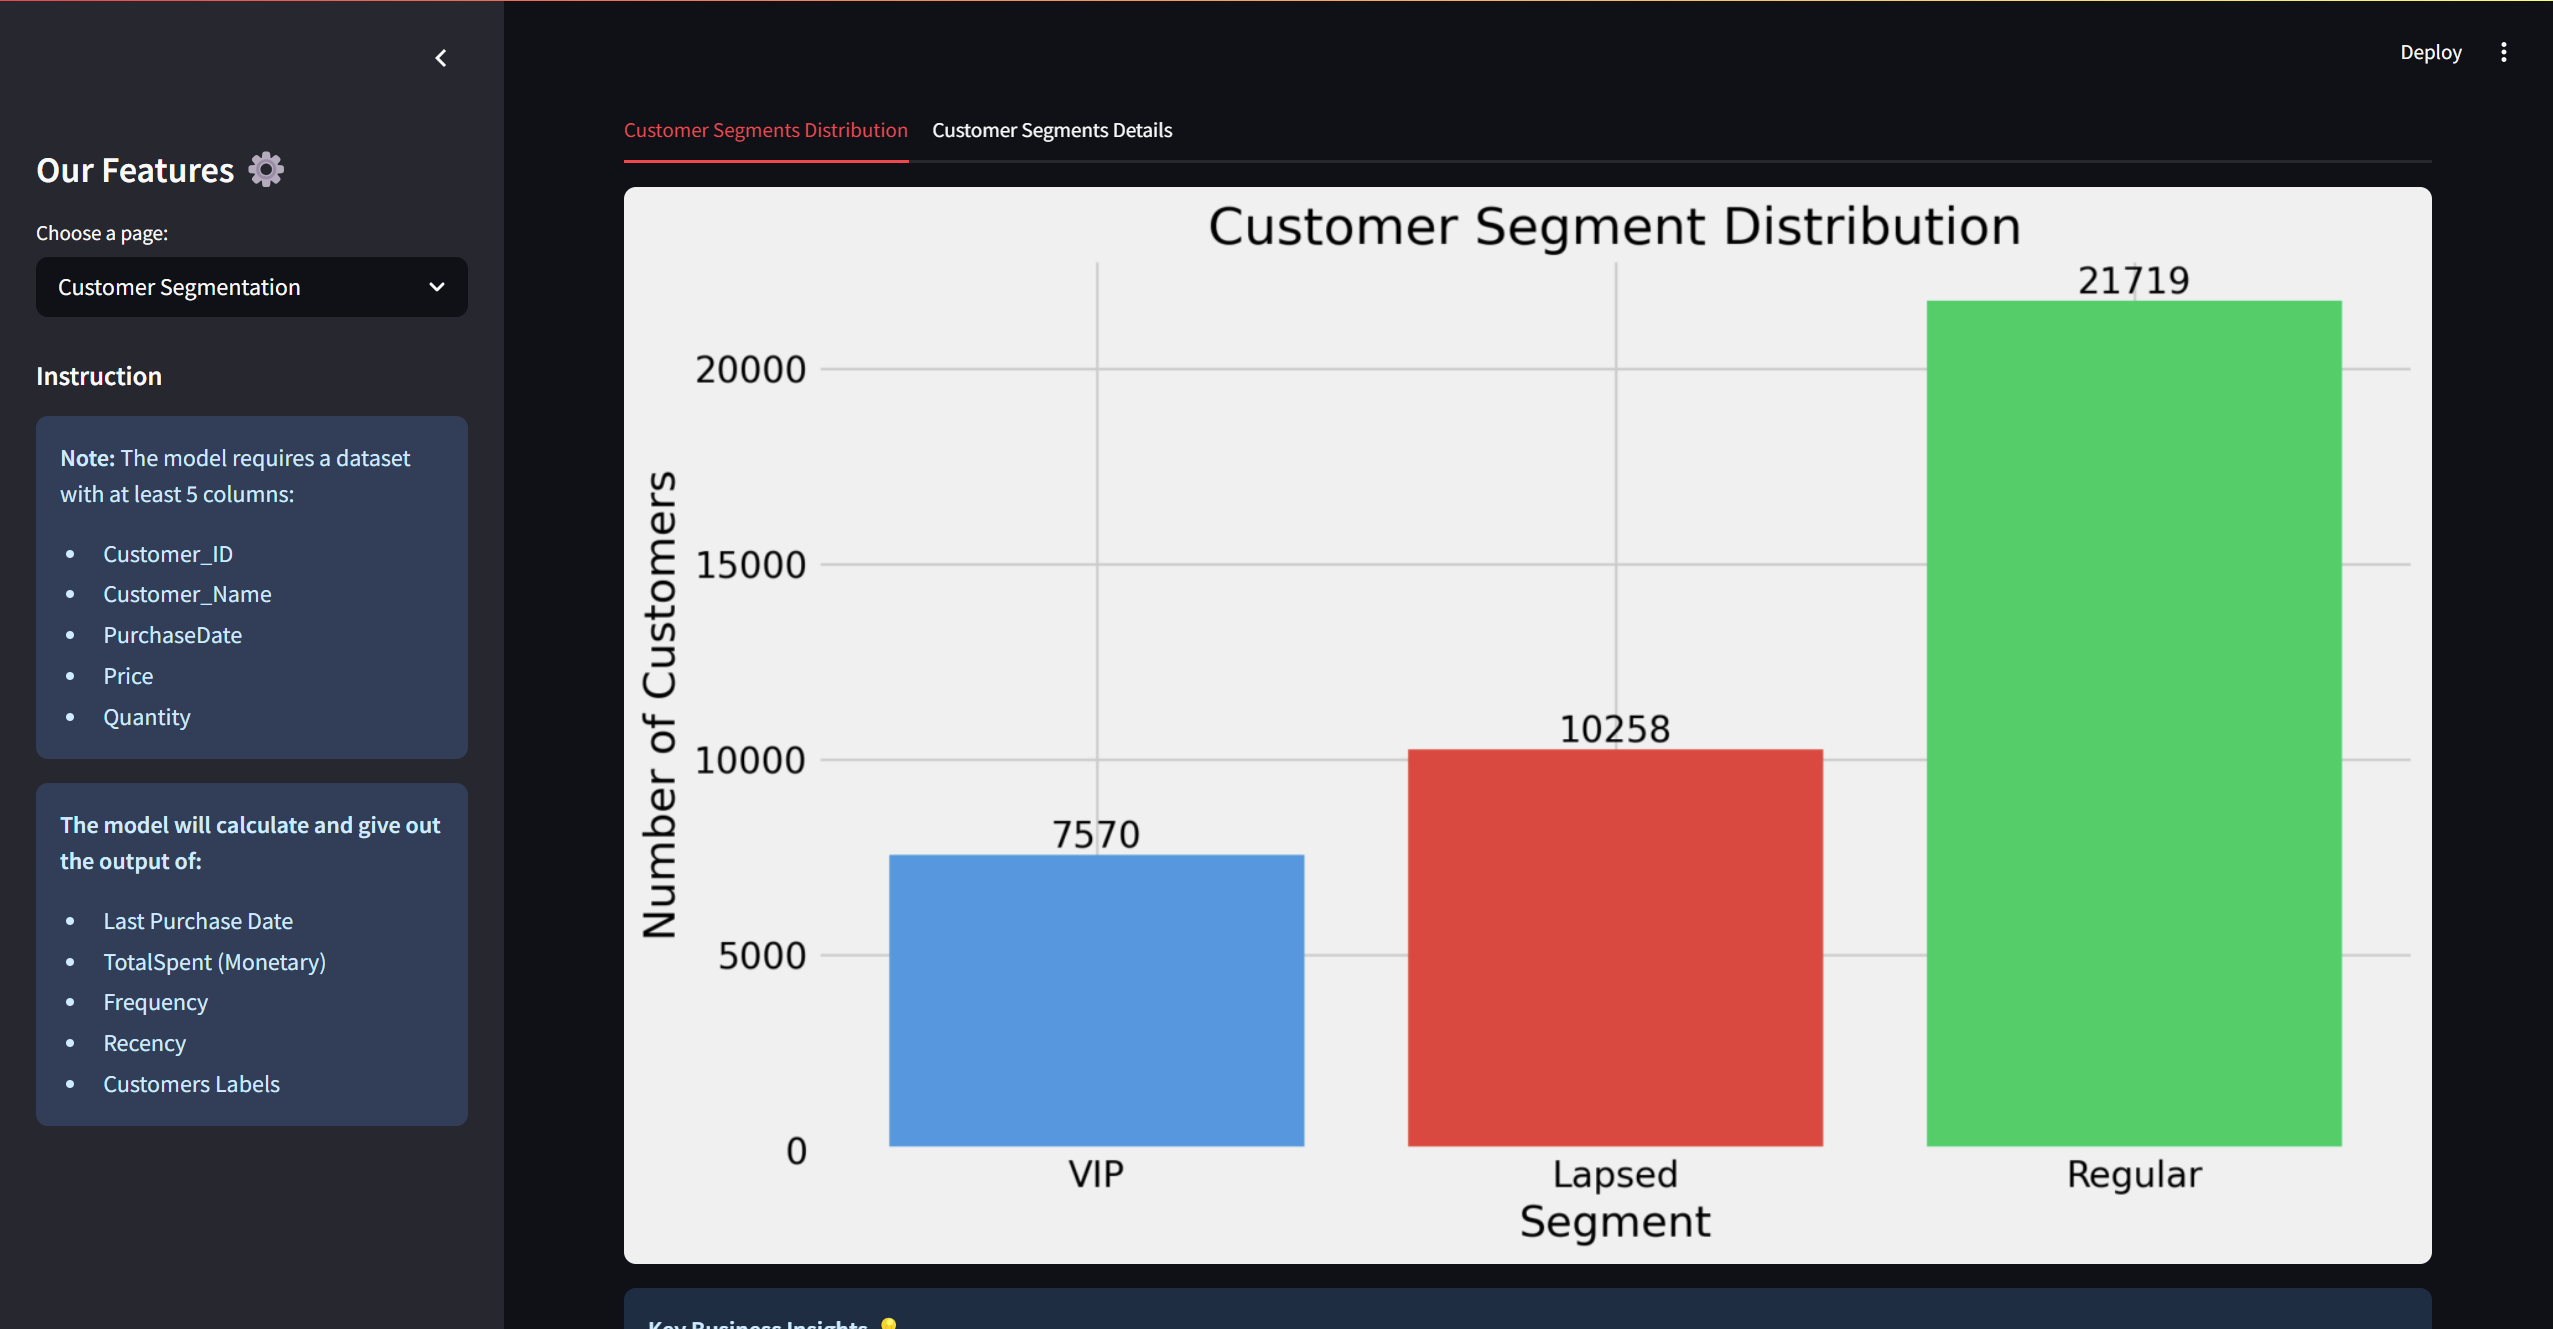 Deploy
Our Features
Choose a page:
Customer Segmentation
Instruction
Note: The model requires a dataset
with at least 5 columns:
• Customer_ID
• Customer_Name
• PurchaseDate
• Price
• Quantity
The model will calculate and give out
the output of:
• Last Purchase Date
• TotalSpent (Monetary)
• Frequency
• Recency
• Customers Labels
Customer Segments Distribution
Customer Segments Details
Customer Segment Distribution
Number of Customers
20000
15000
10000
5000
0
7570
10258
21719
VIP
Lapsed
Regular
Segment
Key Business Insights